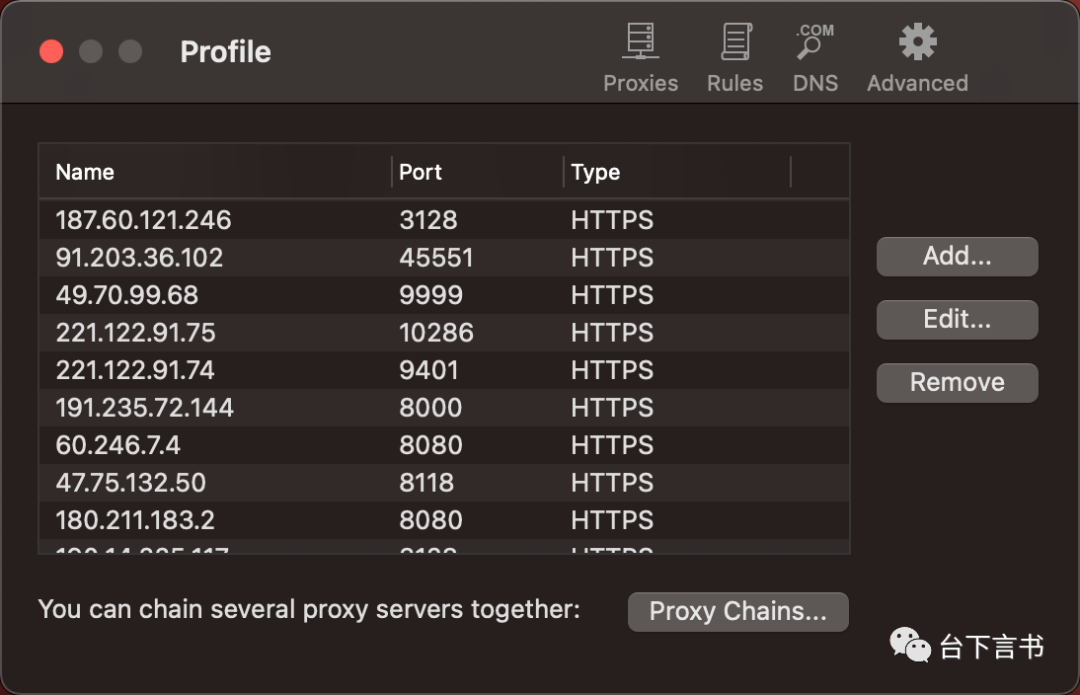 Profile
.COM
Proxies Rules DNS Advanced
Name Port Type
187.60.121.246 3128 HTTPS
91.203.36.102 45551 HTTPS
49.70.99.68 9999 HTTPS
221.122.91.75 10286 HTTPS
221.122.91.74 9401 HTTPS
191.235.72.144 8000 HTTPS
60.246.7.4 8080 HTTPS
47.75.132.50 8118 HTTPS
180.211.183.2 8080 HTTPS
HTTPS
Add...
Edit...
Remove
You can chain several proxy servers together: Proxy Chains...
台下言书